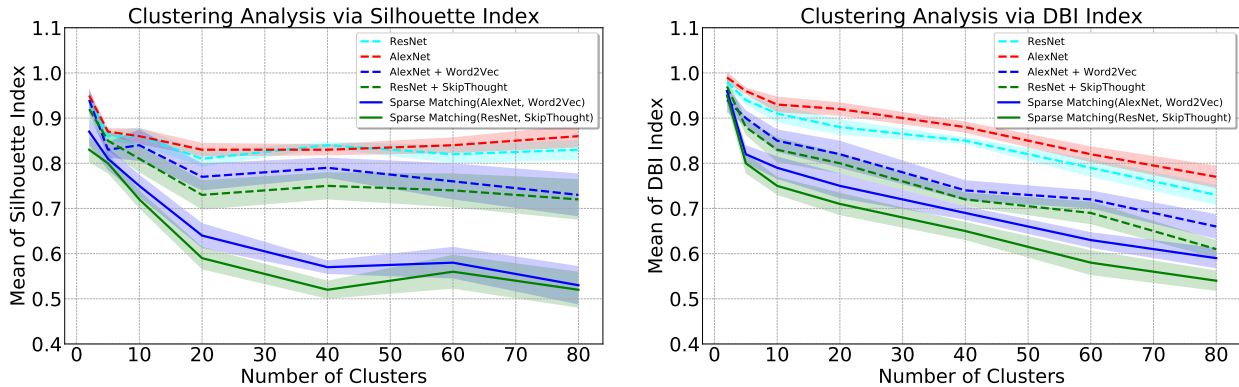 Clustering Analysis via Silhouette Index
1.1
1.0
0.9
0.8
0.7
0.6
0.5
0.4
Mean of Silhouette Index
ResNet
AlexNet
AlexNet + Word2Vec
ResNet + SkipThought
Sparse Matching(AlexNet, Word2Vec)
Sparse Matching(ResNet, SkipThought)
0 10 20 30 40 50 60 70 80
Number of Clusters
Clustering Analysis via DBI Index
1.1
1.0
0.9
0.8
0.7
0.6
0.5
0.4
Mean of DBI Index
ResNet
AlexNet
AlexNet + Word2Vec
ResNet + SkipThought
Sparse Matching(AlexNet, Word2Vec)
Sparse Matching(ResNet, SkipThought)
0 10 20 30 40 50 60 70 80
Number of Clusters